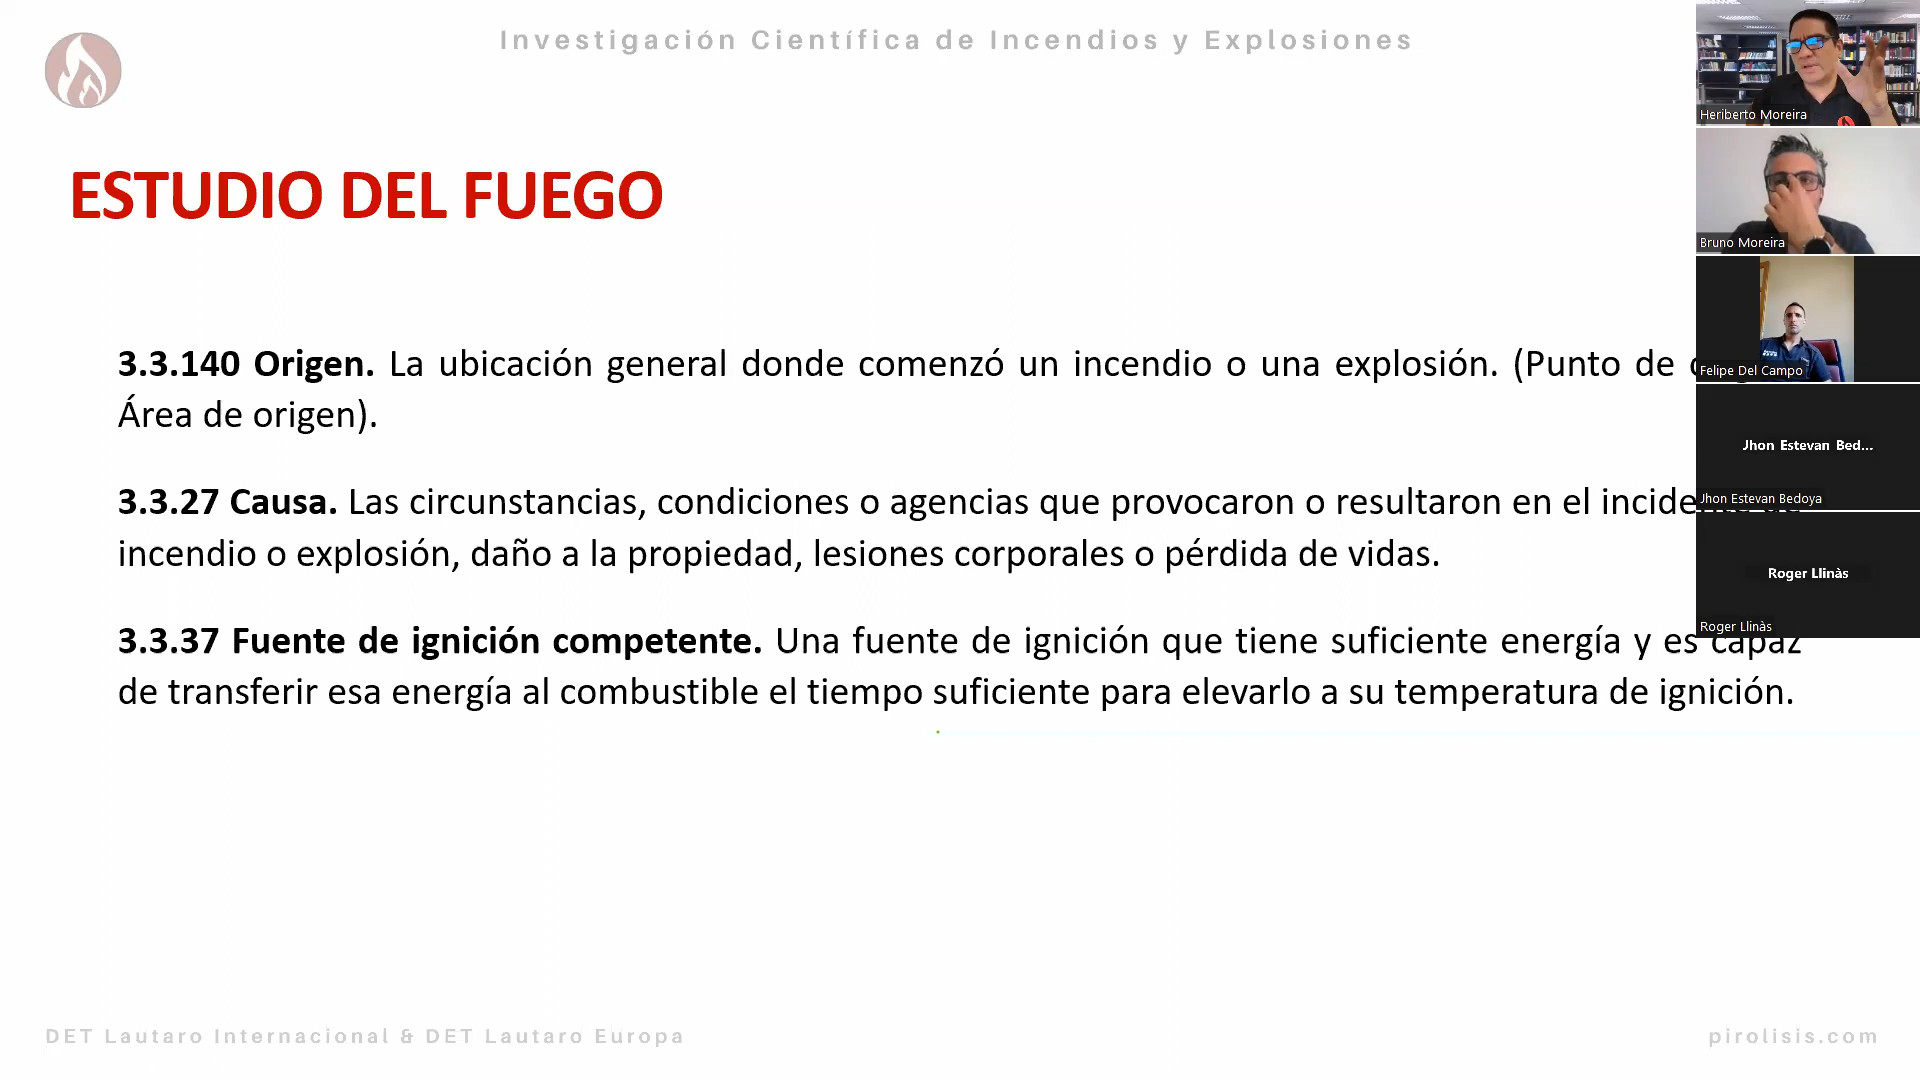 Investigación Científica de Incendios y Explosiones
ESTUDIO DEL FUEGO
3.3.140 Origen. La ubicación general donde comenzó un incendio o una explosión. (Punto de
Área de origen).
3.3.27 Causa. Las circunstancias, condiciones o agencias que provocaron o resultaron en el
incendio o explosión, daño a la propiedad, lesiones corporales o pérdida de vidas.
3.3.37 Fuente de ignición competente. Una fuente de ignición que tiene suficiente energía y es capaz
de transferir esa energía al combustible el tiempo suficiente para elevarlo a su temperatura de ignición.
Heriberto Moreira
Bruno Moreira
Felipe Del Campo
Jhon Estevan Bed...
Jhon Estevan Bedoya
Roger Llinàs
Roger Llinàs
DET Lautaro Internacional & DET Lautaro Europa
pirolisis.com